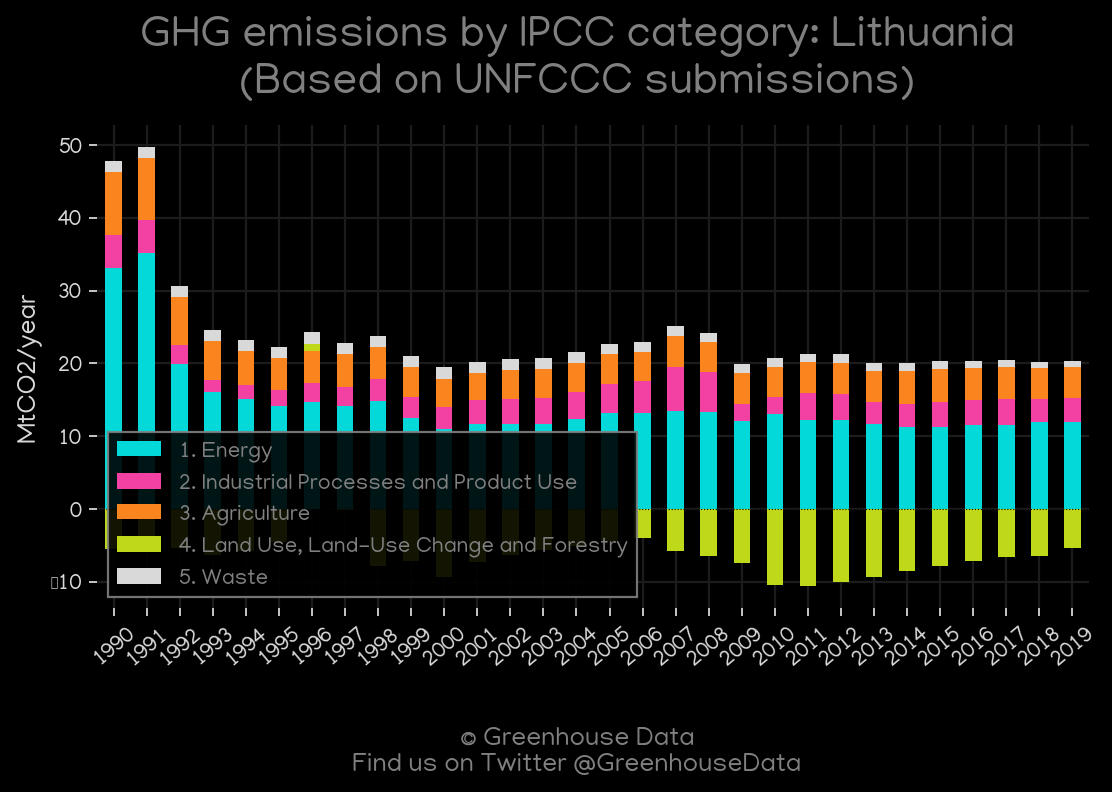 GHG emissions by IPCC category: Lithuania
(Based on UNFCCC submissions)
MtCO2/year
50
40
30
20
10
0
▯10
1. Energy
2. Industrial Processes and Product Use
3. Agriculture
4. Land Use, Land-Use Change and Forestry
5. Waste
1990 1991 1992 1993 1994 1995 1996 1997 1998 1999 2000 2001 2002 2003 2004 2005 2006 2007 2008 2009 2010 2011 2012 2013 2014 2015 2016 2017 2018 2019
© Greenhouse Data
Find us on Twitter @GreenhouseData